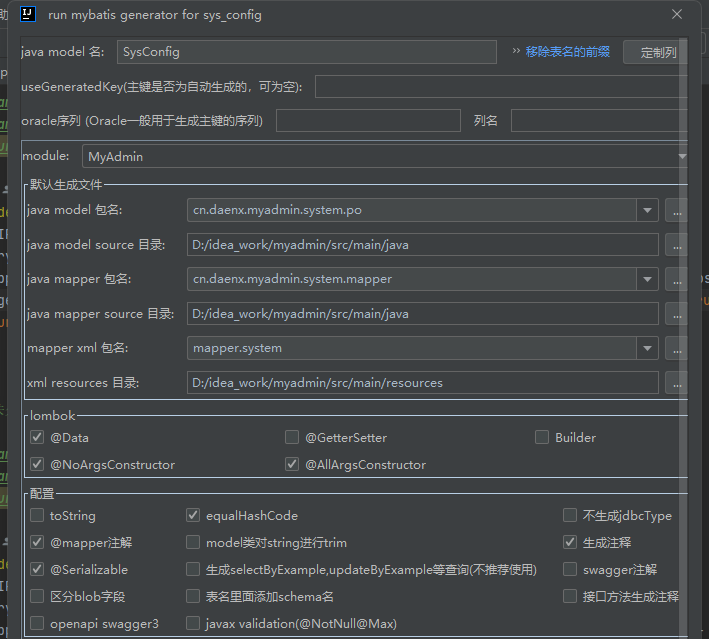 run mybatis generator for sys_config
java model 名: SysConfig >> 移除表名的前缀 定制列
useGeneratedKey(主键是否为自动生成的，可为空):
oracle序列 (Oracle一般用于生成主键的序列) 列名
module: MyAdmin
默认生成文件
java model 包名: cn.daenx.myadmin.system.po ...
java model source 目录: D:/idea_work/myadmin/src/main/java ...
java mapper 包名: cn.daenx.myadmin.system.mapper ...
java mapper source 目录: D:/idea_work/myadmin/src/main/java ...
mapper xml 包名: mapper.system ...
xml resources 目录: D:/idea_work/myadmin/src/main/resources ...
lombok
@Data @GetterSetter Builder
@NoArgsConstructor @AllArgsConstructor
配置
toString equalHashCode 不生成jdbcType
@mapper注解 model类对string进行trim 生成注释
@Serializable 生成selectByExample,updateByExample等查询(不推荐使用) swagger注解
区分blob字段 表名里面添加schema名 接口方法生成注释
openapi swagger3 javax validation(@NotNull@Max)